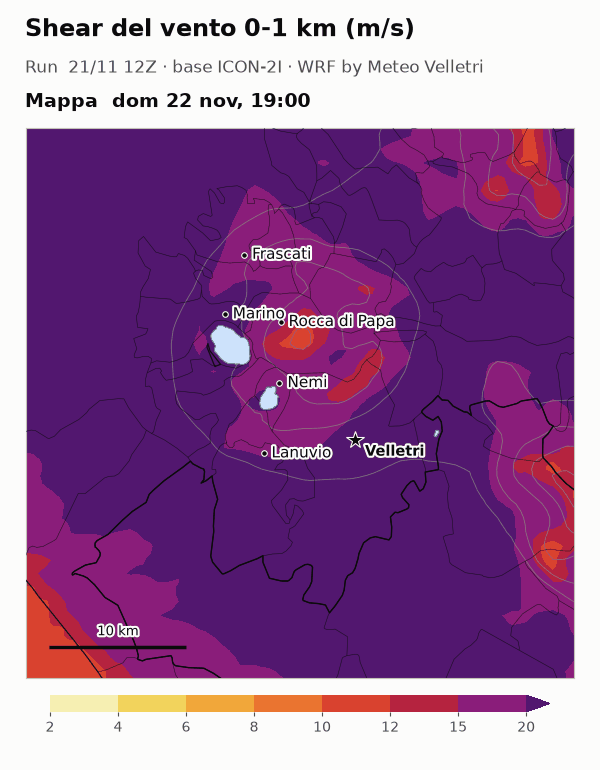 Shear del vento 0-1 km (m/s)
Run 21/11 12Z · base ICON-2I · WRF by Meteo Velletri
Mappa dom 22 nov, 19:00
Frascati
Marino
Rocca di Papa
Nemi
Velletri
Lanuvio
10 km
2 4 6 8 10 12 15 20